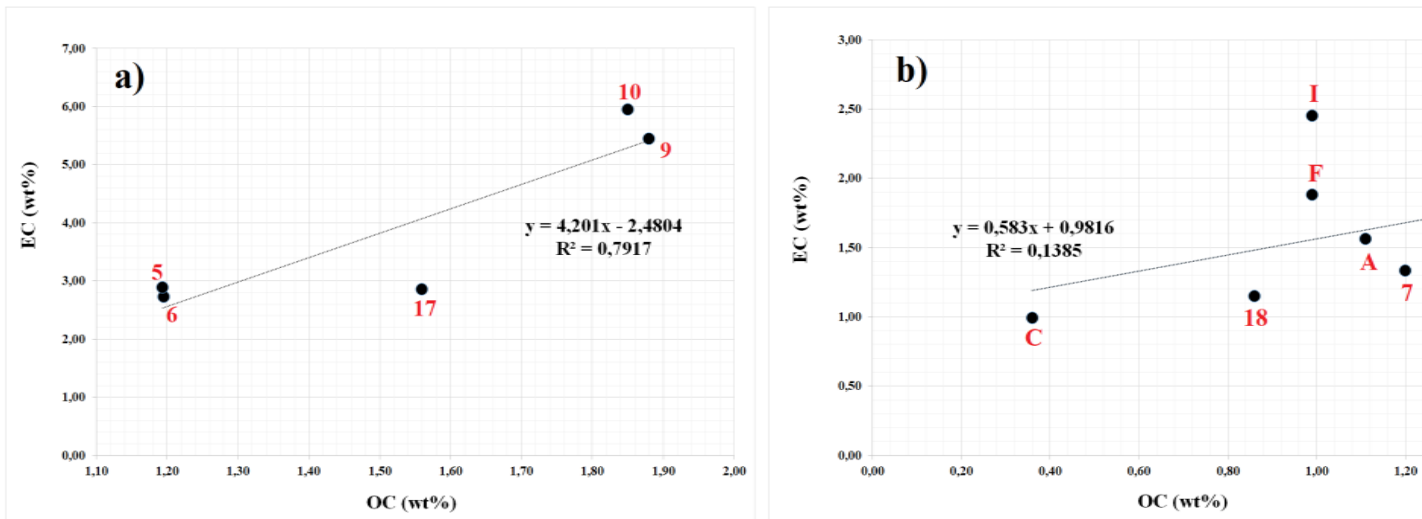 a)
7,00
6,00
5,00
4,00
3,00
2,00
1,00
0,00
EC (wt%)
10
9
5
6
17
y = 4,201x - 2,4804
R² = 0,7917
1,10 1,20 1,30 1,40 1,50 1,60 1,70 1,80 1,90 2,00
OC (wt%)
b)
3,00
2,50
2,00
1,50
1,00
0,50
0,00
EC (wt%)
I
F
y = 0,583x + 0,9816
R² = 0,1385
A
7
18
C
0,00 0,20 0,40 0,60 0,80 1,00 1,20
OC (wt%)